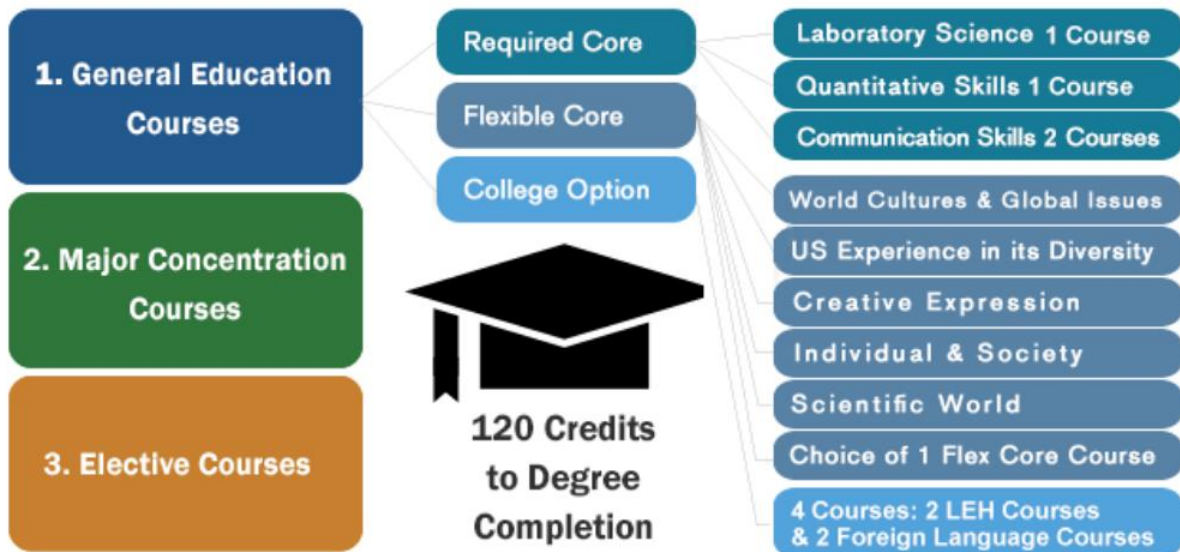 1. General Education
Courses
2. Major Concentration
Courses
3. Elective Courses
Required Core
Flexible Core
College Option
120 Credits
to Degree
Completion
Laboratory Science 1 Course
Quantitative Skills 1 Course
Communication Skills 2 Courses
World Cultures & Global Issues
US Experience in its Diversity
Creative Expression
Individual & Society
Scientific World
Choice of 1 Flex Core Course
4 Courses: 2 LEH Courses
& 2 Foreign Language Courses